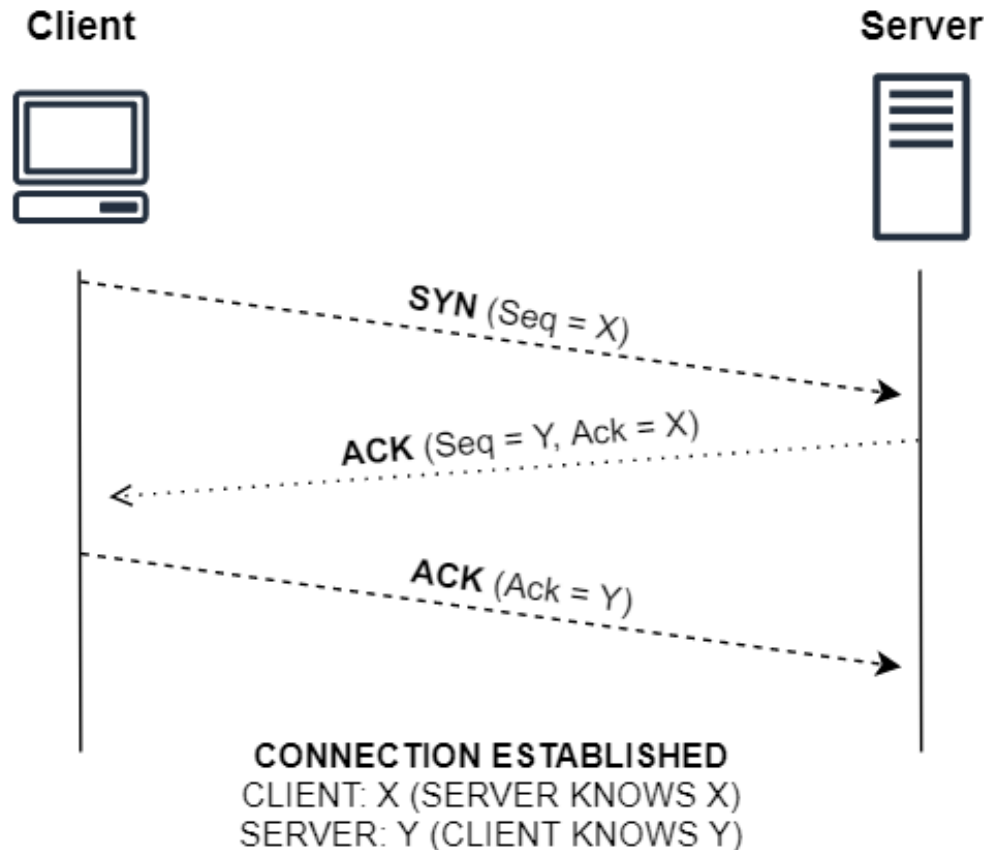 Client
Server
SYN (Seq = X)
ACK (Seq = Y, Ack = X)
ACK (Ack = Y)
CONNECTION ESTABLISHED
CLIENT: X (SERVER KNOWS X)
SERVER: Y (CLIENT KNOWS Y)